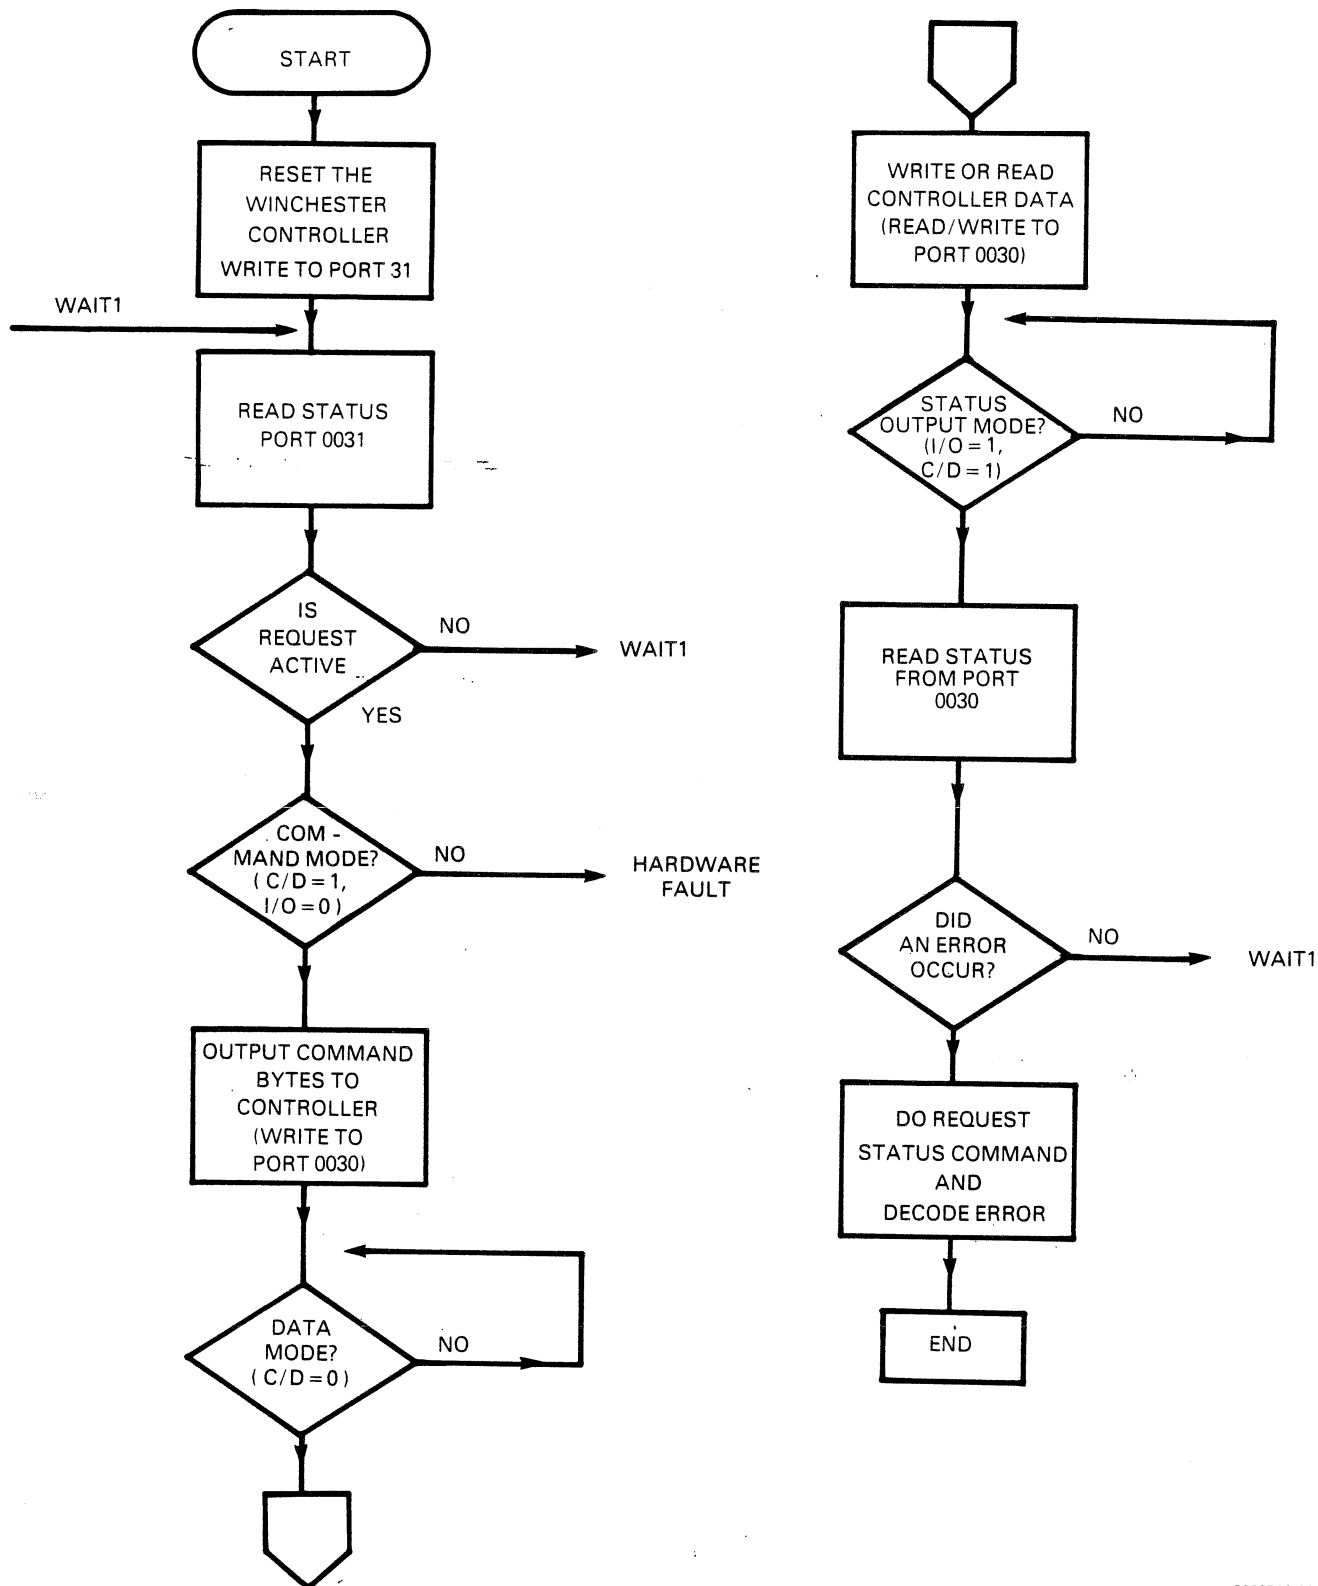 START
RESET THE
WINCHESTER
CONTROLLER
WRITE TO PORT 31
WAIT1
READ STATUS
PORT 0031
IS
REQUEST
ACTIVE
NO
WAIT1
YES
COM -
MAND MODE?
( C/D = 1,
I/O = 0 )
NO
HARDWARE
FAULT
OUTPUT COMMAND
BYTES TO
CONTROLLER
(WRITE TO
PORT 0030)
DATA
MODE?
( C/D = 0 )
NO
WRITE OR READ
CONTROLLER DATA
(READ/WRITE TO
PORT 0030)
STATUS
OUTPUT MODE?
(I/O = 1,
C/D = 1)
NO
READ STATUS
FROM PORT
0030
DID
AN ERROR
OCCUR?
NO
WAIT1
DO REQUEST
STATUS COMMAND
AND
DECODE ERROR
END